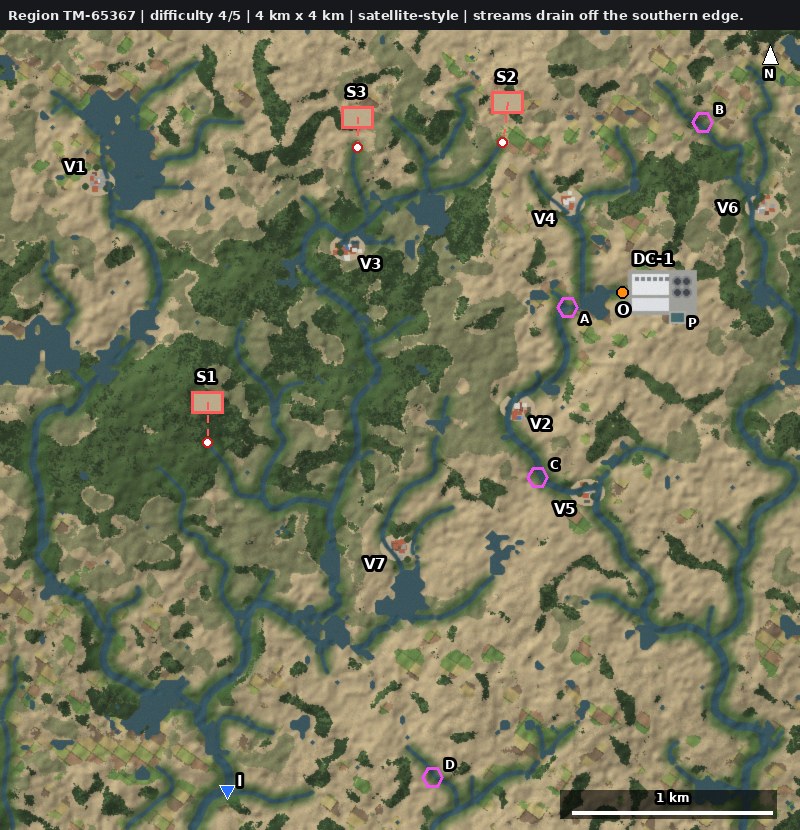 Region TM-65367 | difficulty 4/5 | 4 km x 4 km | satellite-style | streams drain off the southern edge.
N
S2
S3
B
V1
V6
V4
DC-1
V3
O
A
P
S1
V2
C
V5
V7
D
I
1 km